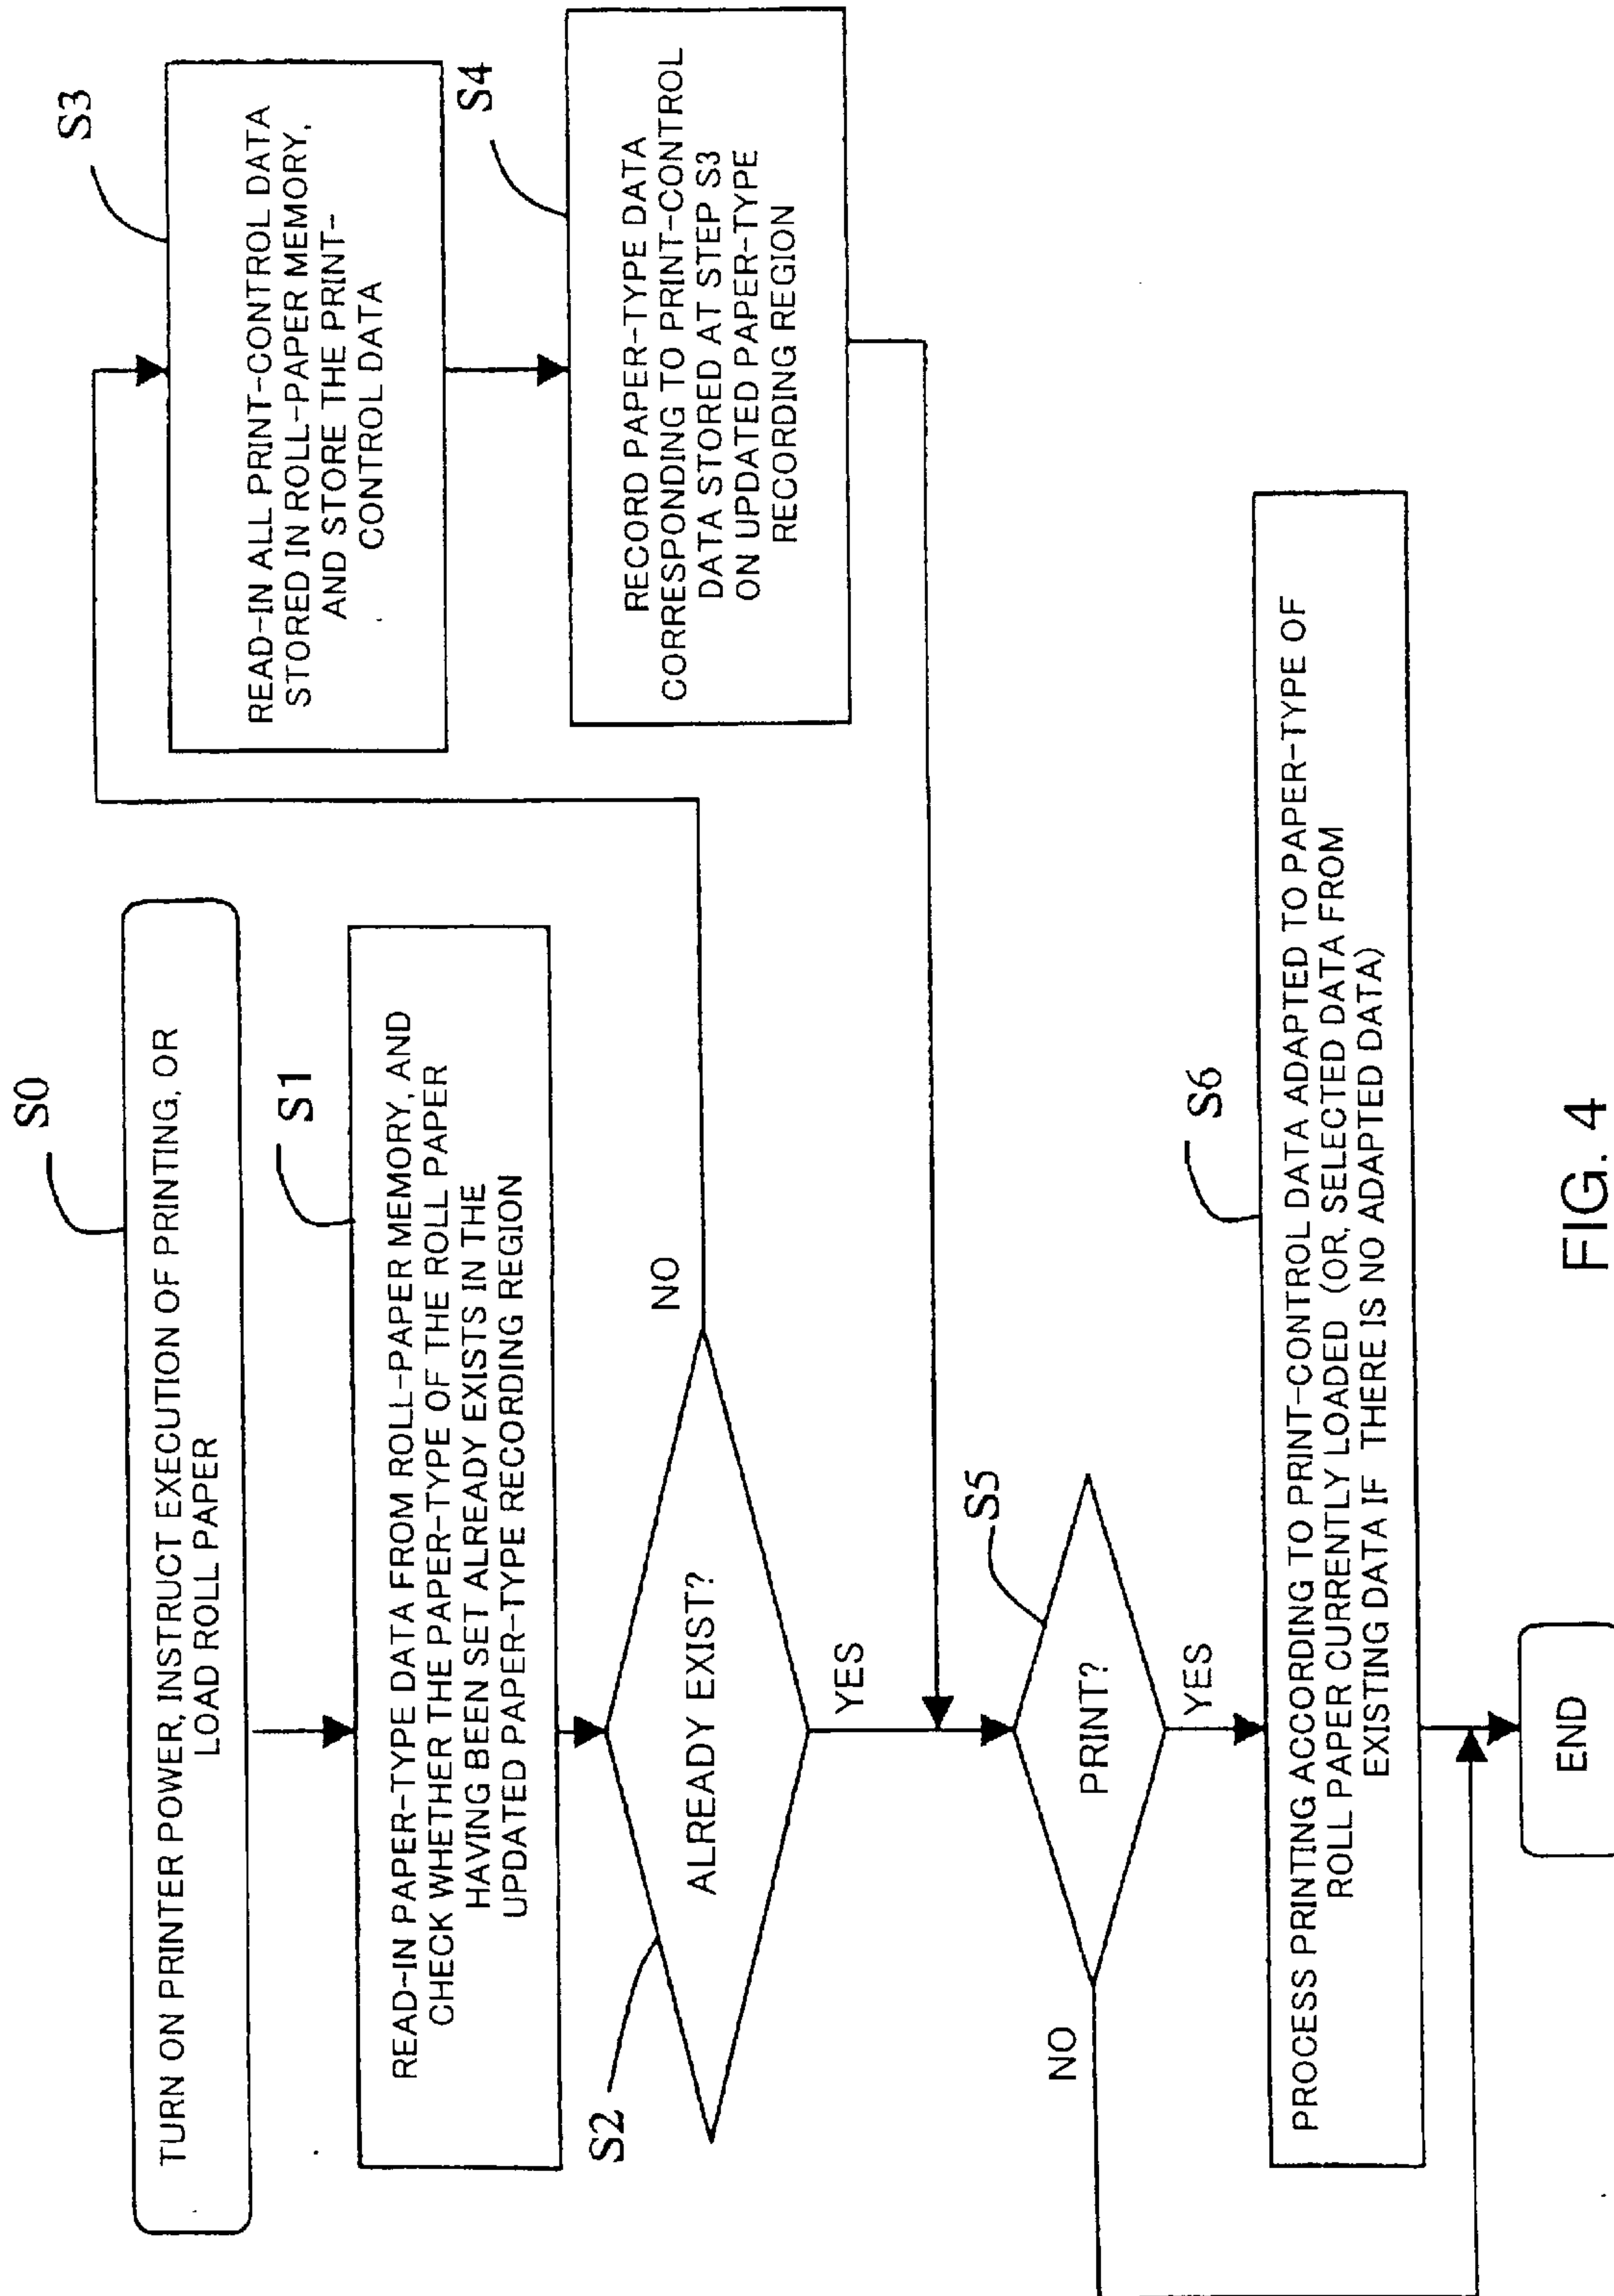 S0
TURN ON PRINTER POWER, INSTRUCT EXECUTION OF PRINTING, OR
LOAD ROLL PAPER
S1
READ-IN PAPER-TYPE DATA FROM ROLL-PAPER MEMORY, AND
CHECK WHETHER THE PAPER-TYPE OF THE ROLL PAPER
HAVING BEEN SET ALREADY EXISTS IN THE
UPDATED PAPER-TYPE RECORDING REGION
S2
ALREADY EXIST?
NO
YES
S3
READ-IN ALL PRINT-CONTROL DATA
STORED IN ROLL-PAPER MEMORY,
AND STORE THE PRINT-
CONTROL DATA
S4
RECORD PAPER-TYPE DATA
CORRESPONDING TO PRINT-CONTROL
DATA STORED AT STEP S3
ON UPDATED PAPER-TYPE
RECORDING REGION
S5
PRINT?
NO
YES
S6
PROCESS PRINTING ACCORDING TO PRINT-CONTROL DATA ADAPTED TO PAPER-TYPE OF
ROLL PAPER CURRENTLY LOADED (OR, SELECTED DATA FROM
EXISTING DATA IF THERE IS NO ADAPTED DATA)
END
FIG. 4